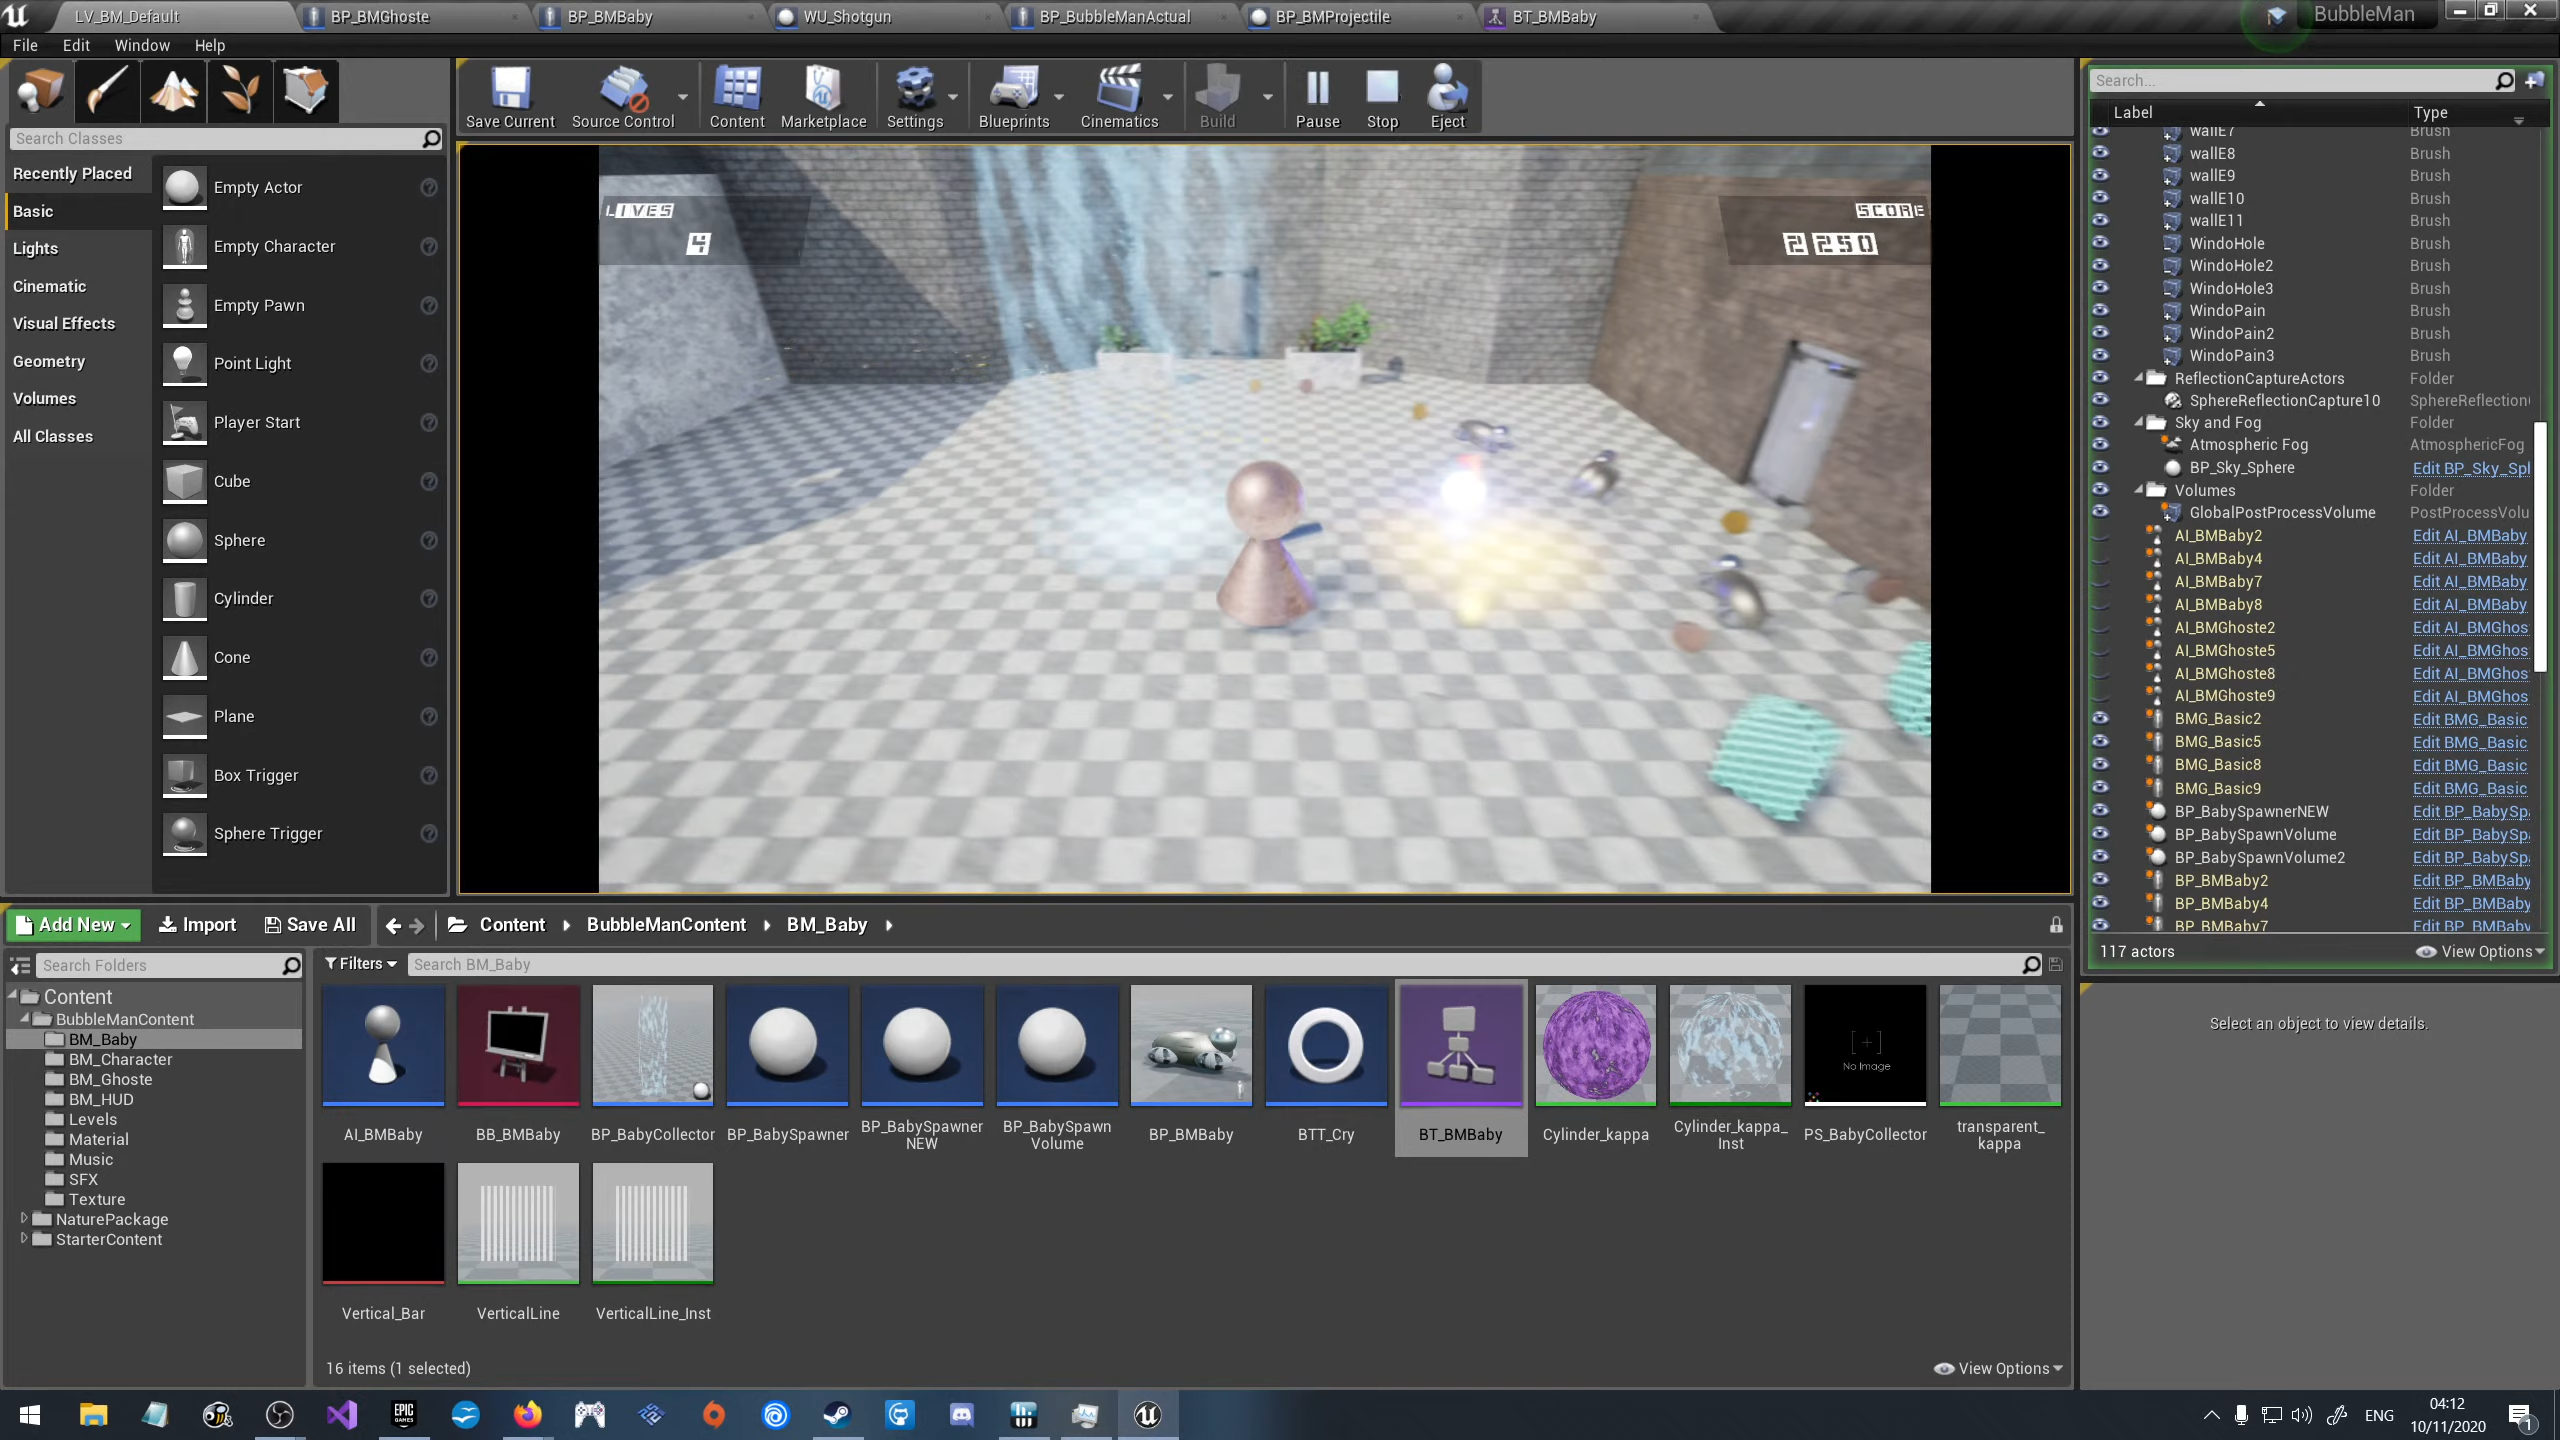 LV_BM_Default
BP_BMGhoste
BP_BMBaby
WU_Shotgun
BP_BubbleManActual
BP_BMProjectile
BT_BMBaby
BubbleMan
File Edit Window Help
Search Classes
Recently Placed
Basic
Lights
Cinematic
Visual Effects
Geometry
Volumes
All Classes
Empty Actor
Empty Character
Empty Pawn
Point Light
Player Start
Cube
Sphere
Cylinder
Cone
Plane
Box Trigger
Sphere Trigger
Save Current
Source Control
Content
Marketplace
Settings
Blueprints
Cinematics
Build
Pause
Stop
Eject
LIVES
4
SCORE
2250
Search...
Label Type
wallE7 Brush
wallE8 Brush
wallE9 Brush
wallE10 Brush
wallE11 Brush
WindoHole Brush
WindoHole2 Brush
WindoHole3 Brush
WindoPain Brush
WindoPain2 Brush
WindoPain3 Brush
ReflectionCaptureActors Folder
SphereReflectionCapture10 SphereReflection
Sky and Fog Folder
Atmospheric Fog AtmosphericFog
BP_Sky_Sphere Edit BP_Sky_Spl
Volumes Folder
GlobalPostProcessVolume PostProcessVolu
AI_BMBaby2 Edit AI_BMBaby
AI_BMBaby4 Edit AI_BMBaby
AI_BMBaby7 Edit AI_BMBaby
AI_BMBaby8 Edit AI_BMBaby
AI_BMGhoste2 Edit AI_BMGhos
AI_BMGhoste5 Edit AI_BMGhos
AI_BMGhoste8 Edit AI_BMGhos
AI_BMGhoste9 Edit AI_BMGhos
BMG_Basic2 Edit BMG_Basic
BMG_Basic5 Edit BMG_Basic
BMG_Basic8 Edit BMG_Basic
BMG_Basic9 Edit BMG_Basic
BP_BabySpawnerNEW Edit BP_BabySp
BP_BabySpawnVolume Edit BP_BabySp
BP_BabySpawnVolume2 Edit BP_BabySp
BP_BMBaby2 Edit BP_BMBaby
BP_BMBaby4 Edit BP_BMBaby
BP_BMBaby7 Edit BP_BMBaby
117 actors View Options
Select an object to view details.
Add New Import Save All Content BubbleManContent BM_Baby
Search Folders
Filters Search BM_Baby
Content
BubbleManContent
BM_Baby
BM_Character
BM_Ghoste
BM_HUD
Levels
Material
Music
SFX
Texture
NaturePackage
StarterContent
No Image
AI_BMBaby
BB_BMBaby
BP_BabyCollector
BP_BabySpawner
BP_BabySpawner
NEW
BP_BabySpawn
Volume
BP_BMBaby
BTT_Cry
BT_BMBaby
Cylinder_kappa
Cylinder_kappa_
Inst
PS_BabyCollector
transparent_
kappa
Vertical_Bar
VerticalLine
VerticalLine_Inst
16 items (1 selected) View Options
EPIC
GAMES
ENG
04:12
10/11/2020
1